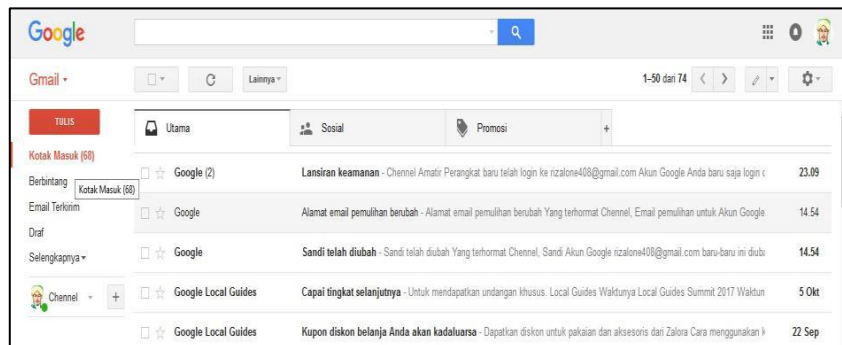 Google
Gmail
Lainnya
1–50 dari 74
TULIS
Utama
Sosial
Promosi
+
Kotak Masuk (68)
Berbintang
Kotak Masuk (68)
Email Terkirim
Draf
Selengkapnya
Chennel
+
Google (2) Lansiran keamanan - Chennel Amatir Perangkat baru telah login ke rizalone408@gmail.com Akun Google Anda baru saja login 23.09
Google Alamat email pemulihan berubah - Alamat email pemulihan berubah Yang terhormat Chennel, Email pemulihan untuk Akun Google 14.54
Google Sandi telah diubah - Sandi telah diubah Yang terhormat Chennel, Sandi Akun Google rizalone408@gmail.com baru-baru ini 14.54
Google Local Guides Capai tingkat selanjutnya - Untuk mendapatkan undangan khusus. Local Guides Waktunya Local Guides Summit 2017 5 Okt
Google Local Guides Kupon diskon belanja Anda akan kadaluarsa - Dapatkan diskon untuk pakaian dan aksesoris dari Zalora Cara menggunakan 22 Sep